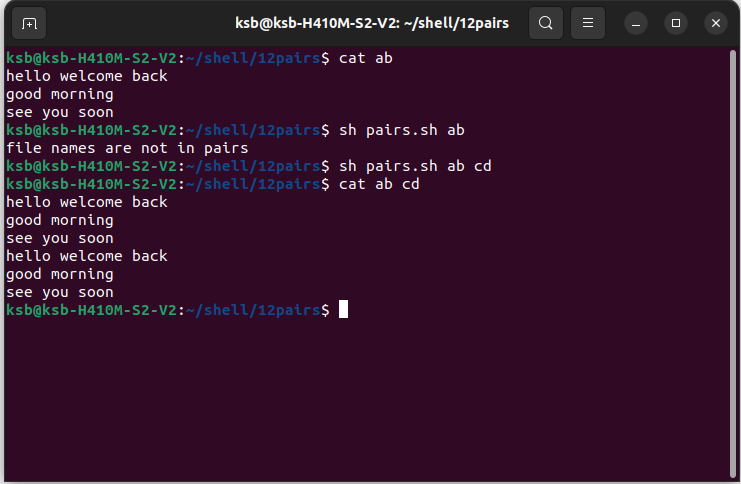 ksb@ksb-H410M-S2-V2: ~/shell/12pairs
ksb@ksb-H410M-S2-V2:~/shell/12pairs$ cat ab
hello welcome back
good morning
see you soon
ksb@ksb-H410M-S2-V2:~/shell/12pairs$ sh pairs.sh ab
file names are not in pairs
ksb@ksb-H410M-S2-V2:~/shell/12pairs$ sh pairs.sh ab cd
ksb@ksb-H410M-S2-V2:~/shell/12pairs$ cat ab cd
hello welcome back
good morning
see you soon
hello welcome back
good morning
see you soon
ksb@ksb-H410M-S2-V2:~/shell/12pairs$